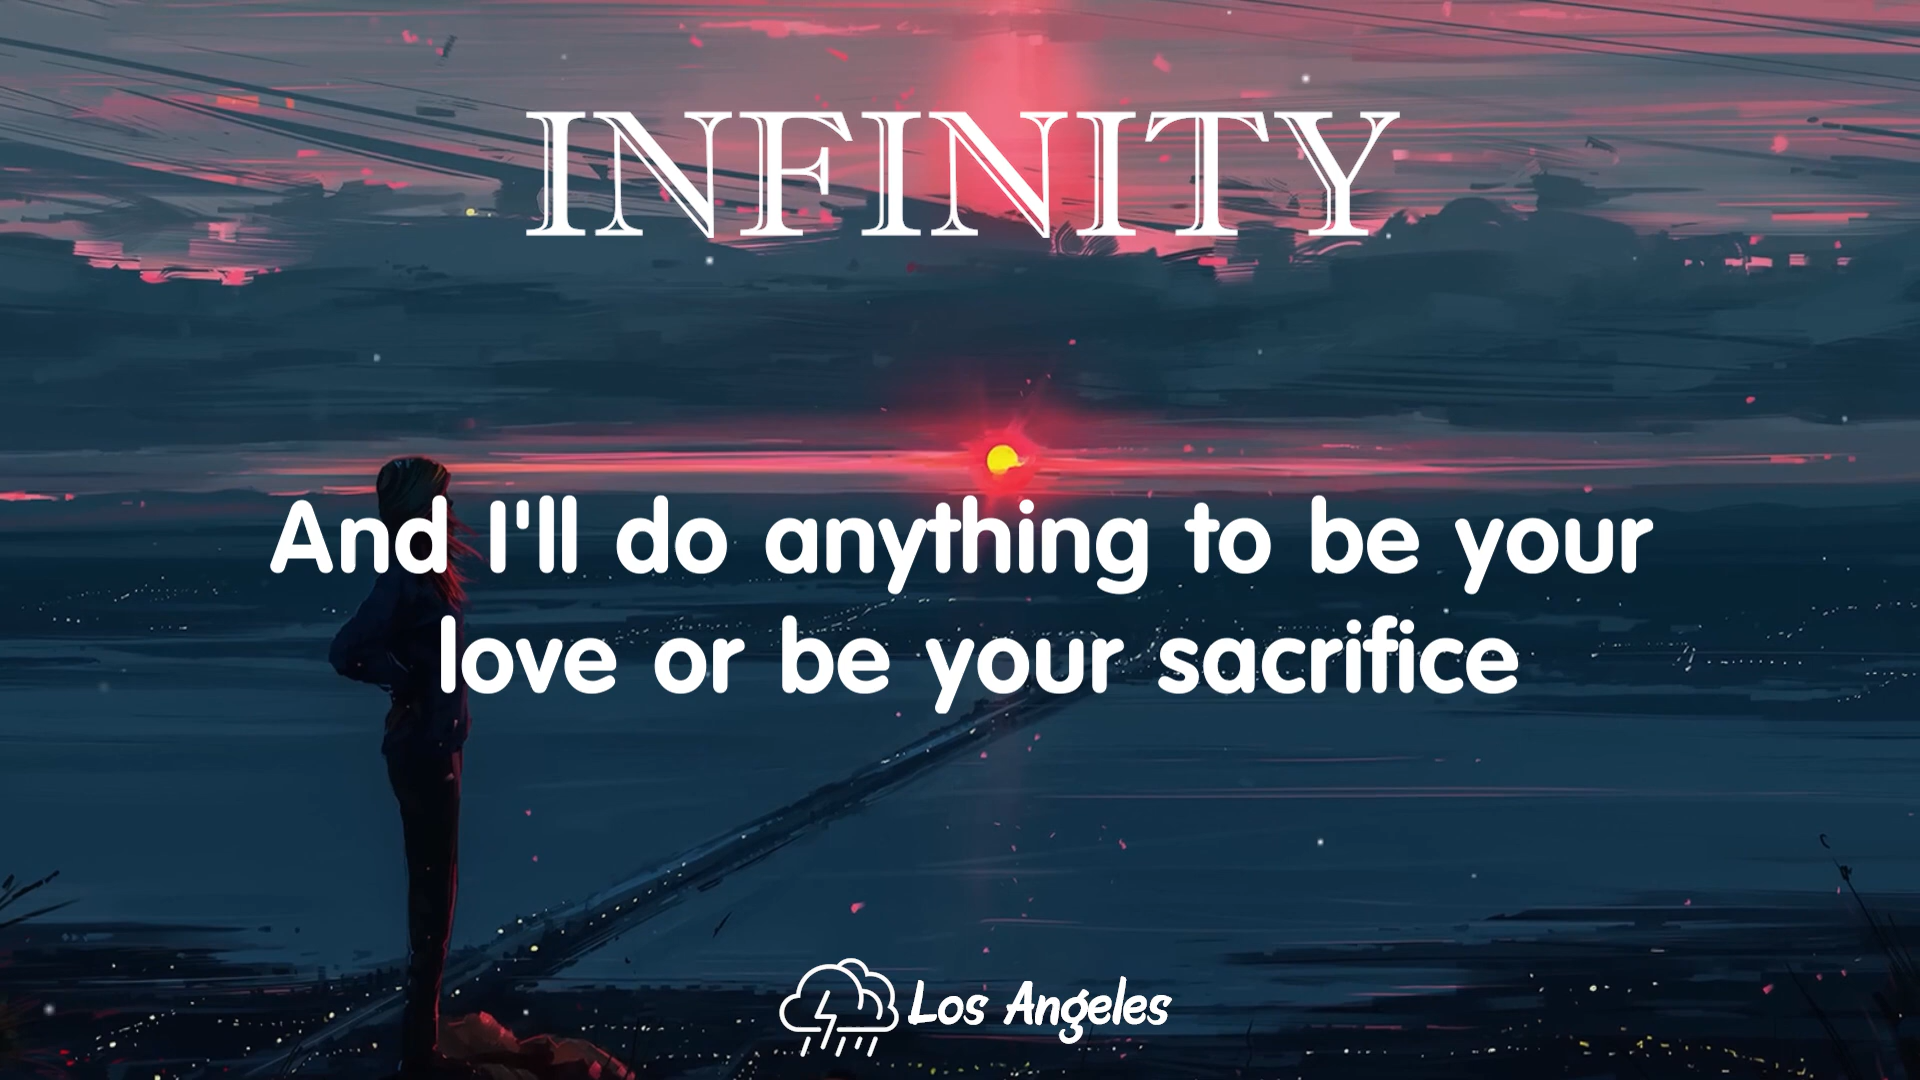 INFINITY
And I'll do anything to be your
love or be your sacrifice
Los Angeles